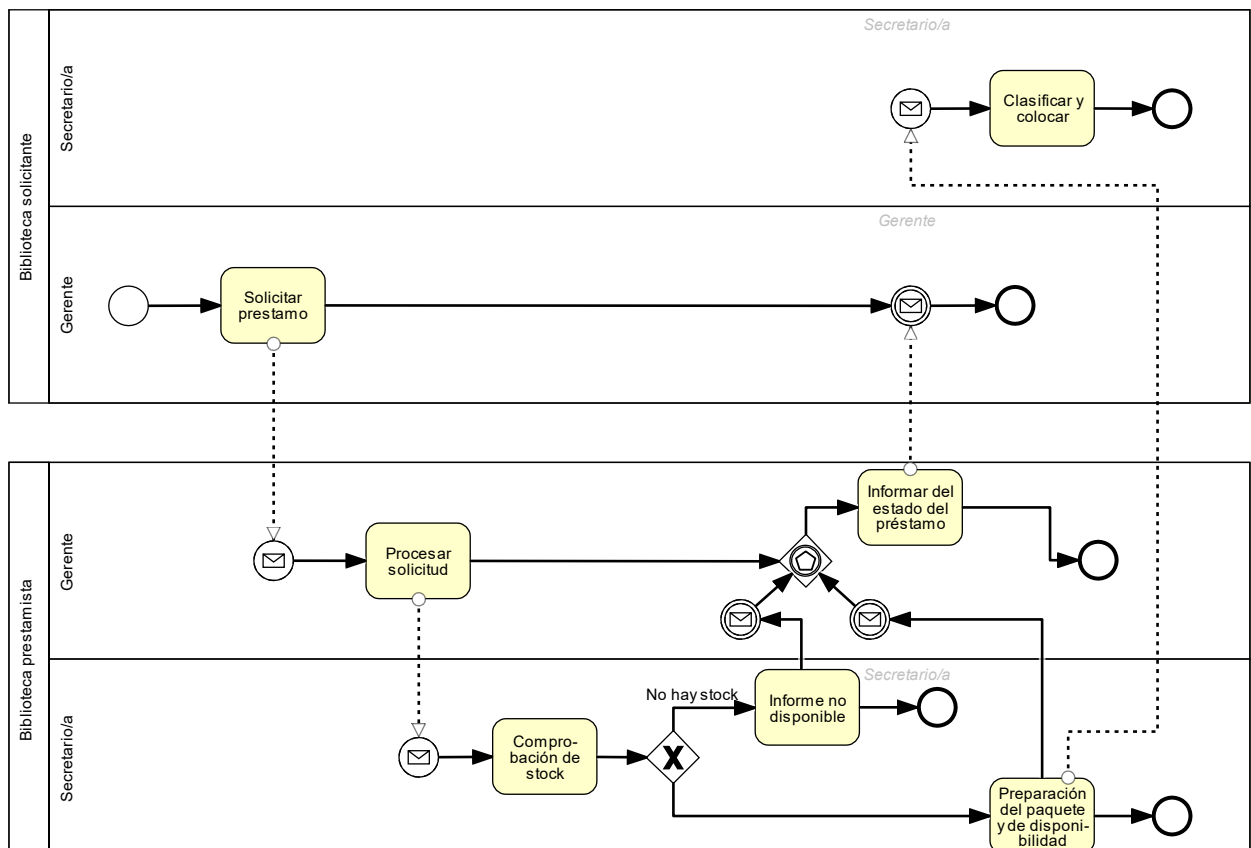 Biblioteca solicitante
Secretario/a
Secretario/a
Clasificar y
colocar
Gerente
Gerente
Solicitar
prestamo
Biblioteca prestamista
Gerente
Informar del
estado del
préstamo
Procesar
solicitud
Secretario/a
Secretario/a
No hay stock
Informe no
disponible
Compro-
bación de
stock
Preparación
del paquete
y de disponi-
bilidad